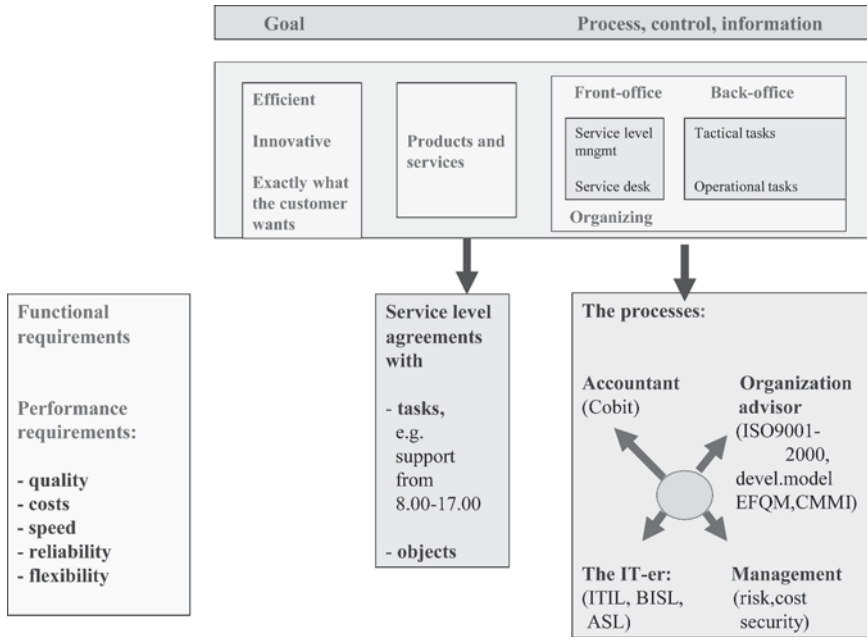 Goal
Process, control, information
Efficient
Innovative
Exactly what
the customer
wants
Products and
services
Front-office
Back-office
Service level
mngmt
Service desk
Tactical tasks
Operational tasks
Organizing
Functional
requirements
Performance
requirements:
- quality
- costs
- speed
- reliability
- flexibility
Service level
agreements
with
- tasks,
e.g.
support
from
8.00-17.00
- objects
The processes:
Accountant
(Cobit)
Organization
advisor
(ISO9001-
2000,
devel.model
EFQM,CMMI)
The IT-er:
(ITIL, BISL,
ASL)
Management
(risk,cost
security)